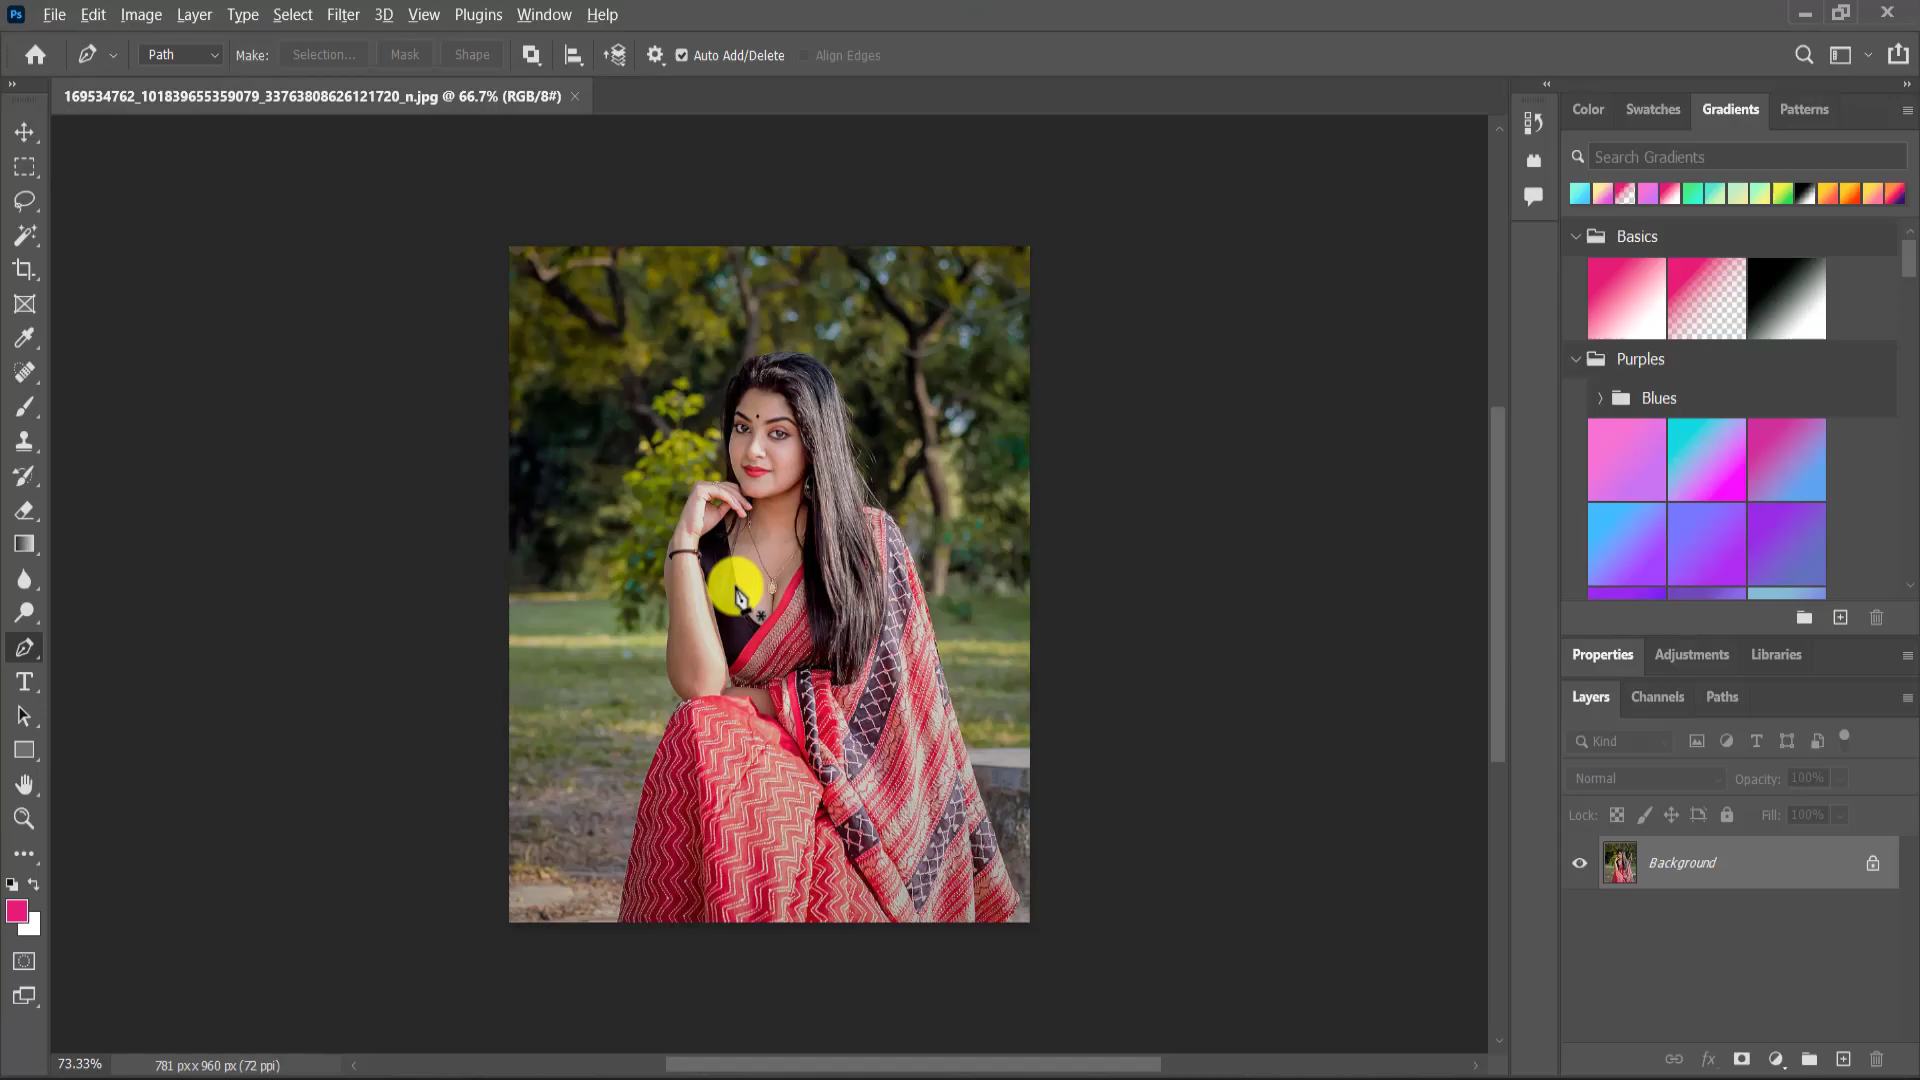 Ps File Edit Image Layer Type Select Filter 3D View Plugins Window Help
Path Make: Selection... Mask Shape Auto Add/Delete Align Edges
169534762_101839655359079_33763808626121720_n.jpg @ 66.7% (RGB/8#)
Color Swatches Gradients Patterns
Search Gradients
Basics
Purples
Blues
Properties Adjustments Libraries
Layers Channels Paths
Kind
Normal Opacity: 100%
Lock: Fill: 100%
Background
73.33% 781 px x 960 px (72 ppi)
fx